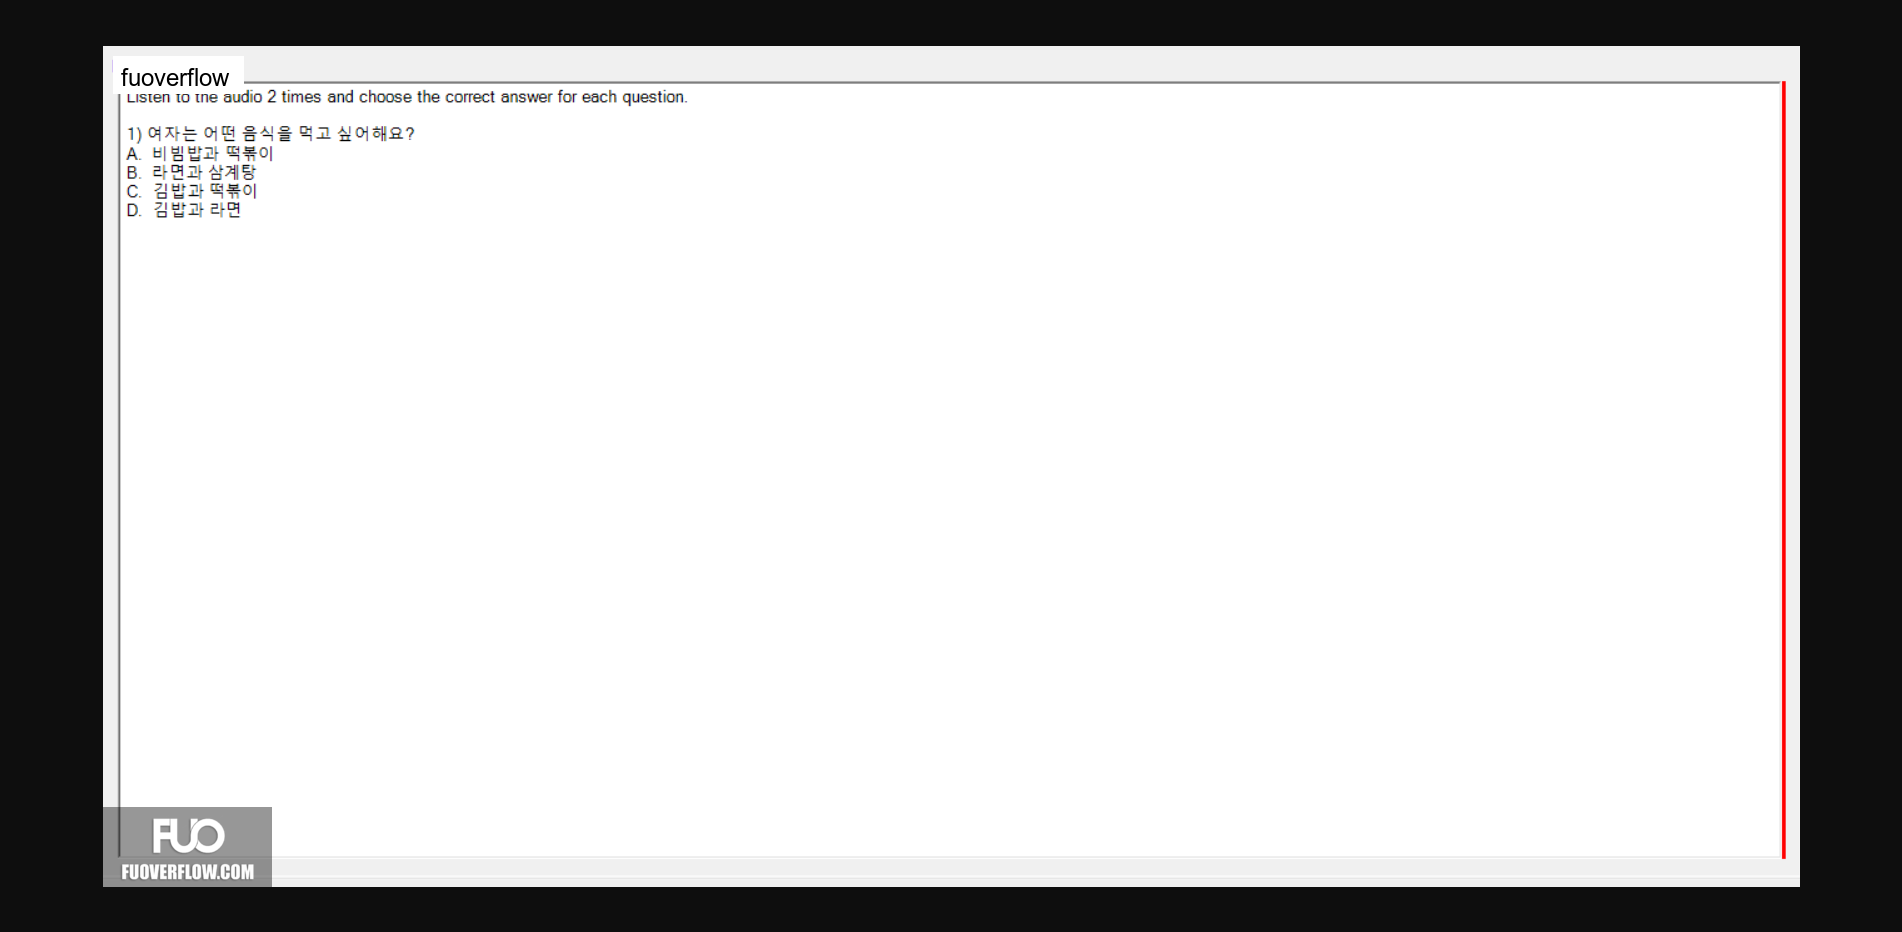 fuoverflow
Listen to the audio 2 times and choose the correct answer for each question.
1) 여자는 어떤 음식을 먹고 싶어해요?
A. 비빔밥과 떡볶이
B. 라면과 삼계탕
C. 김밥과 떡볶이
D. 김밥과 라면
FUO
FUOVERFLOW.COM